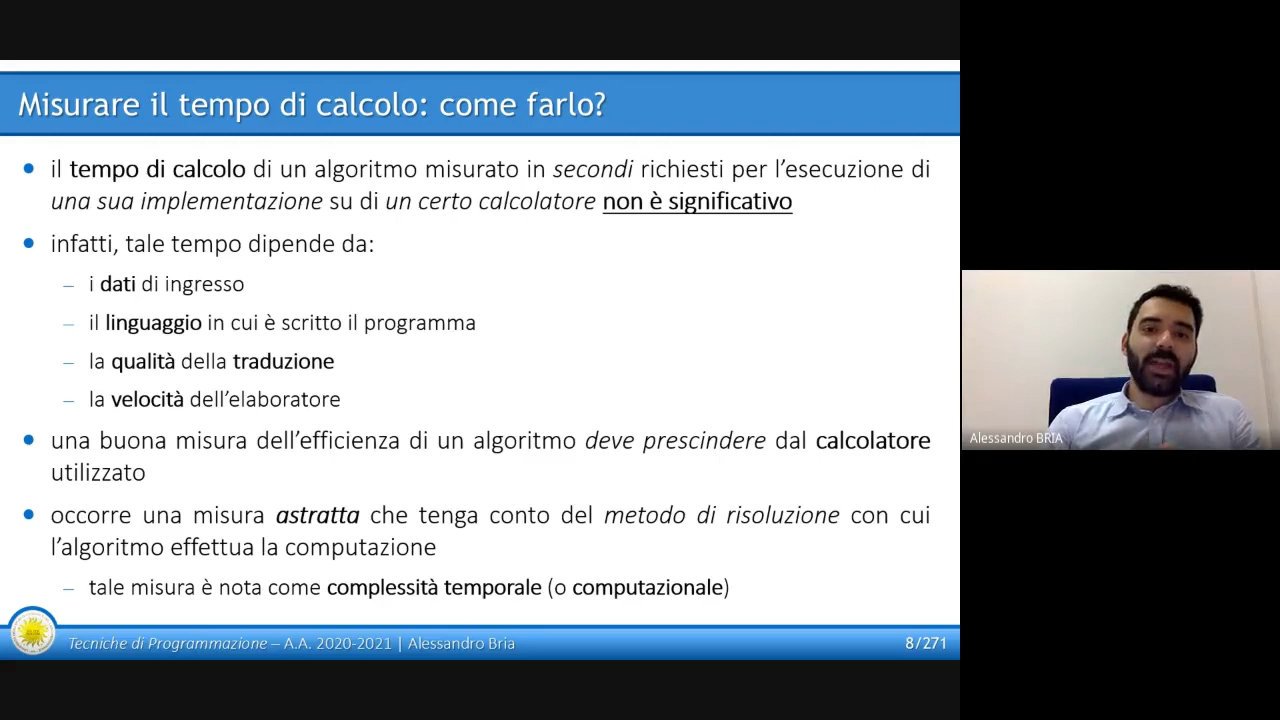 Misurare il tempo di calcolo: come farlo?
il tempo di calcolo di un algoritmo misurato in secondi richiesti per l’esecuzione di
una sua implementazione su di un certo calcolatore non è significativo
infatti, tale tempo dipende da:
– i dati di ingresso
– il linguaggio in cui è scritto il programma
– la qualità della traduzione
– la velocità dell’elaboratore
una buona misura dell’efficienza di un algoritmo deve prescindere dal calcolatore
utilizzato
occorre una misura astratta che tenga conto del metodo di risoluzione con cui
l’algoritmo effettua la computazione
– tale misura è nota come complessità temporale (o computazionale)
Tecniche di Programmazione – A.A. 2020-2021 | Alessandro Bria
8/271
Alessandro BRIA